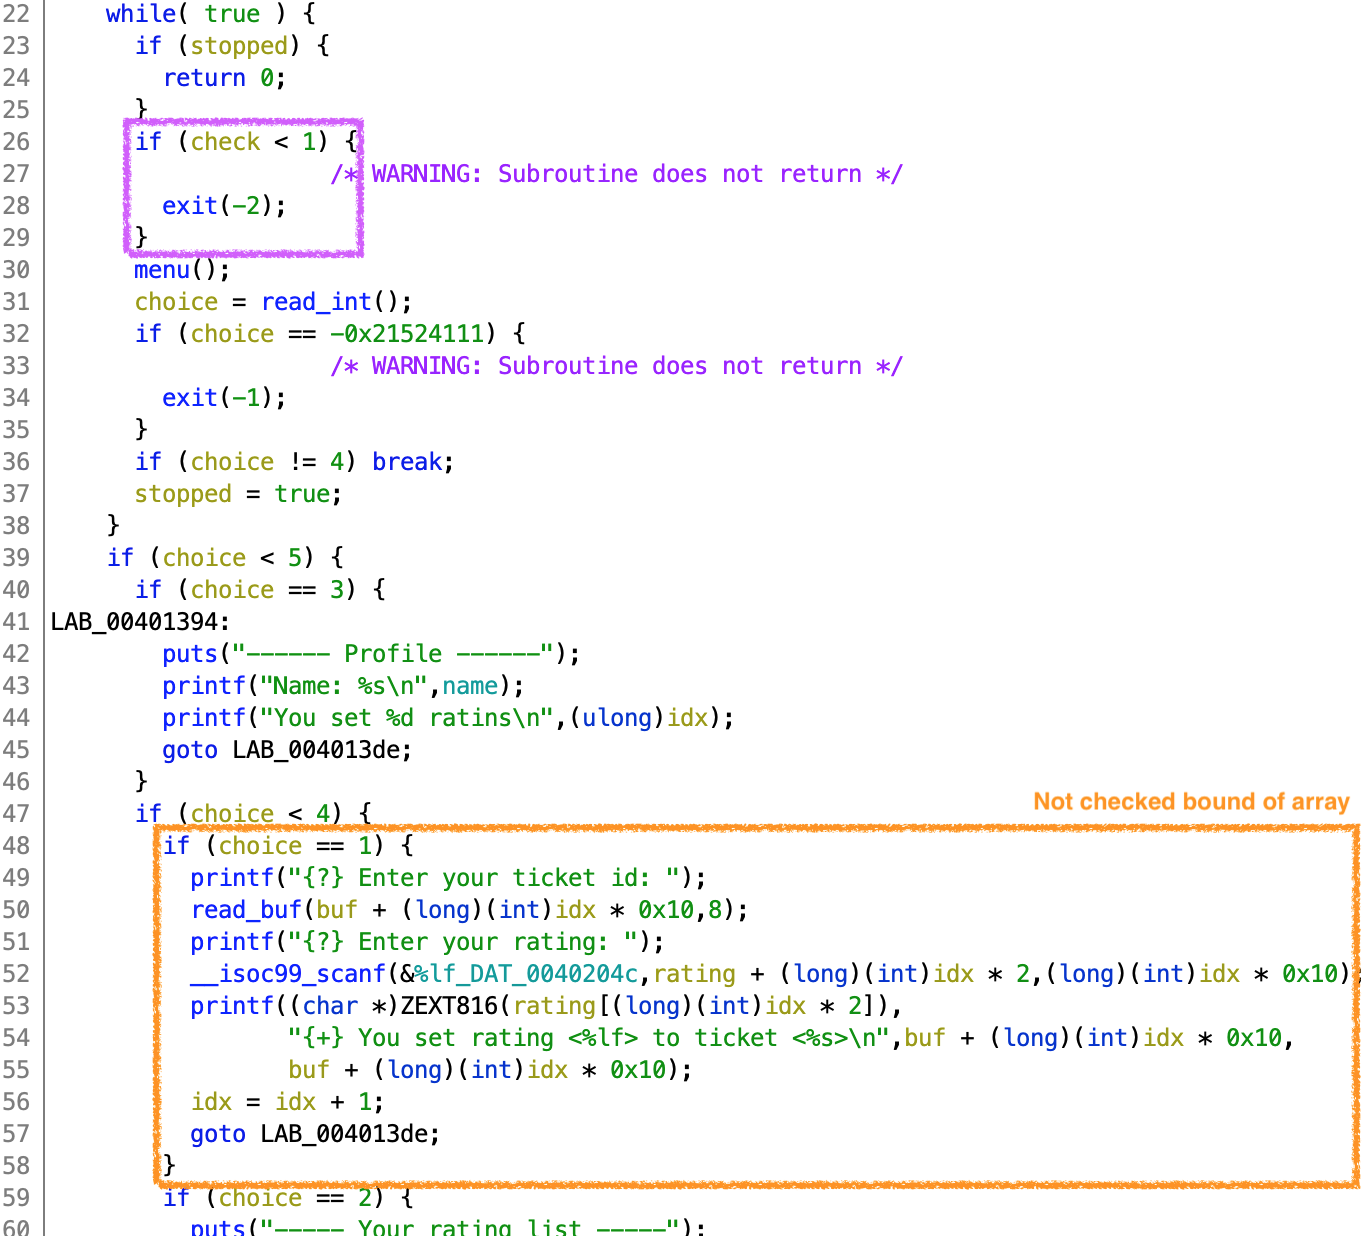 22 while( true ) {
23 if (stopped) {
24 return 0;
25 }
26 if (check < 1) {
27 /* WARNING: Subroutine does not return */
28 exit(-2);
29 }
30 menu();
31 choice = read_int();
32 if (choice == -0x21524111) {
33 /* WARNING: Subroutine does not return */
34 exit(-1);
35 }
36 if (choice != 4) break;
37 stopped = true;
38 }
39 if (choice < 5) {
40 if (choice == 3) {
41 LAB_00401394:
42 puts("------ Profile ------");
43 printf("Name: %s\n",name);
44 printf("You set %d ratins\n",(ulong)idx);
45 goto LAB_004013de;
46 }
Not checked bound of array
47 if (choice < 4) {
48 if (choice == 1) {
49 printf("{?} Enter your ticket id: ");
50 read_buf(buf + (long)(int)idx * 0x10,8);
51 printf("{?} Enter your rating: ");
52 __isoc99_scanf(&%lf_DAT_0040204c,rating + (long)(int)idx * 2,(long)(int)idx * 0x10);
53 printf((char *)ZEXT816(rating[(long)(int)idx * 2]),
54 "{+} You set rating <%lf> to ticket <%s>\n",buf + (long)(int)idx * 0x10,
55 buf + (long)(int)idx * 0x10);
56 idx = idx + 1;
57 goto LAB_004013de;
58 }
59 if (choice == 2) {
60 puts("----- Your rating list -----");